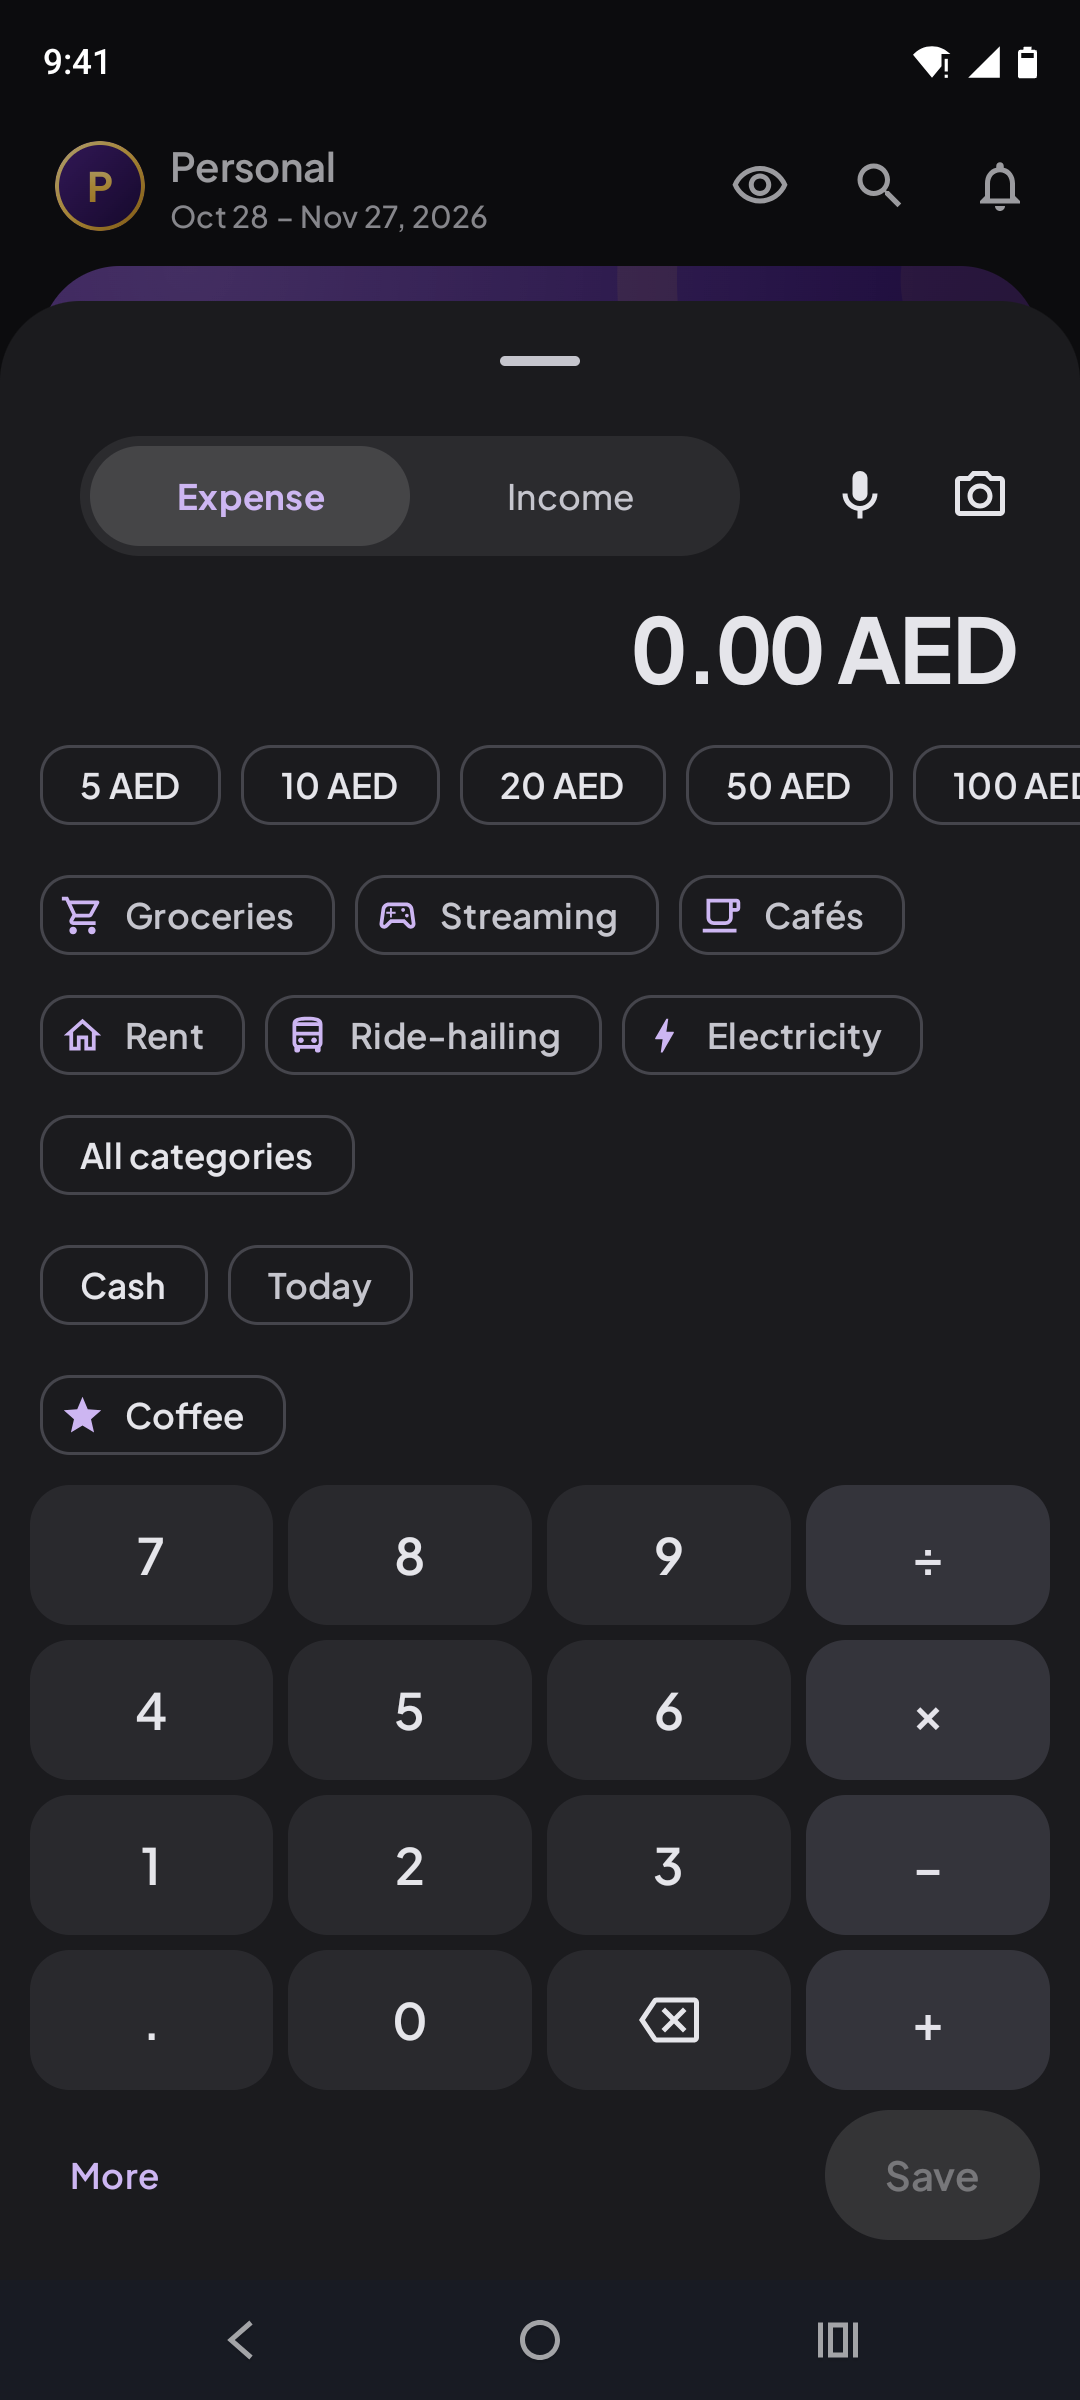 9:41
P
Personal
Oct 28 – Nov 27, 2026
Expense Income
0.00 AED
5 AED 10 AED 20 AED 50 AED 100 AED
Groceries Streaming Cafés
Rent Ride-hailing Electricity
All categories
Cash Today
Coffee
7 8 9 ÷
4 5 6 ×
1 2 3 −
. 0 +
More Save